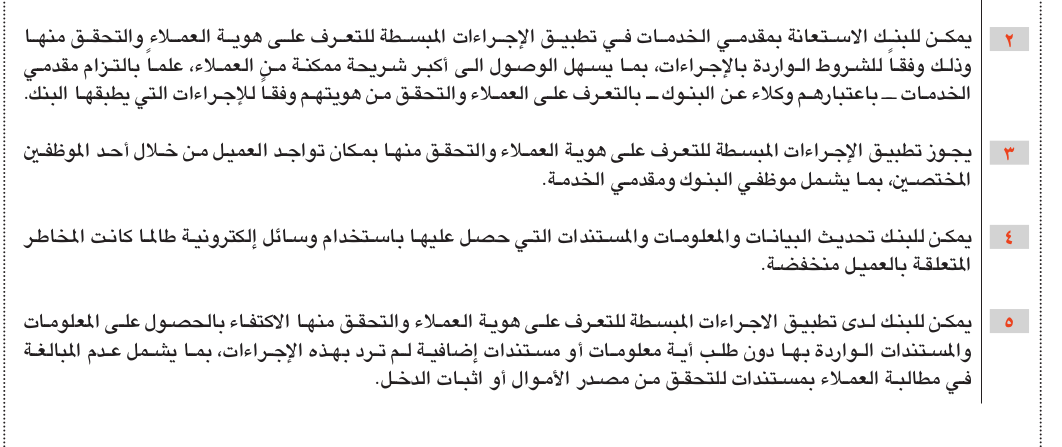 ٢ يمكن للبنك الاستعانة بمقدمي الخدمات في تطبيق الإجراءات المبسطة للتعرف على هوية العملاء والتحقق منها
وذلك وفقاً للشروط الواردة بالإجراءات، بما يسهل الوصول الى أكبر شريحة ممكنة من العملاء، علماً بالتزام مقدمي
الخدمات ــ باعتبارهم وكلاء عن البنوك ــ بالتعرف على العملاء والتحقق من هويتهم وفقاً للإجراءات التي يطبقها البنك.
٣ يجوز تطبيق الإجراءات المبسطة للتعرف على هوية العملاء والتحقق منها بمكان تواجد العميل من خلال أحد الموظفين
المختصين، بما يشمل موظفي البنوك ومقدمي الخدمة.
٤ يمكن للبنك تحديث البيانات والمعلومات والمستندات التي حصل عليها باستخدام وسائل إلكترونية طالما كانت المخاطر
المتعلقة بالعميل منخفضة.
٥ يمكن للبنك لدى تطبيق الاجراءات المبسطة للتعرف على هوية العملاء والتحقق منها الاكتفاء بالحصول على المعلومات
والمستندات الواردة بها دون طلب أية معلومات أو مستندات إضافية لم ترد بهذه الإجراءات، بما يشمل عدم المبالغة
في مطالبة العملاء بمستندات للتحقق من مصدر الأموال أو اثبات الدخل.